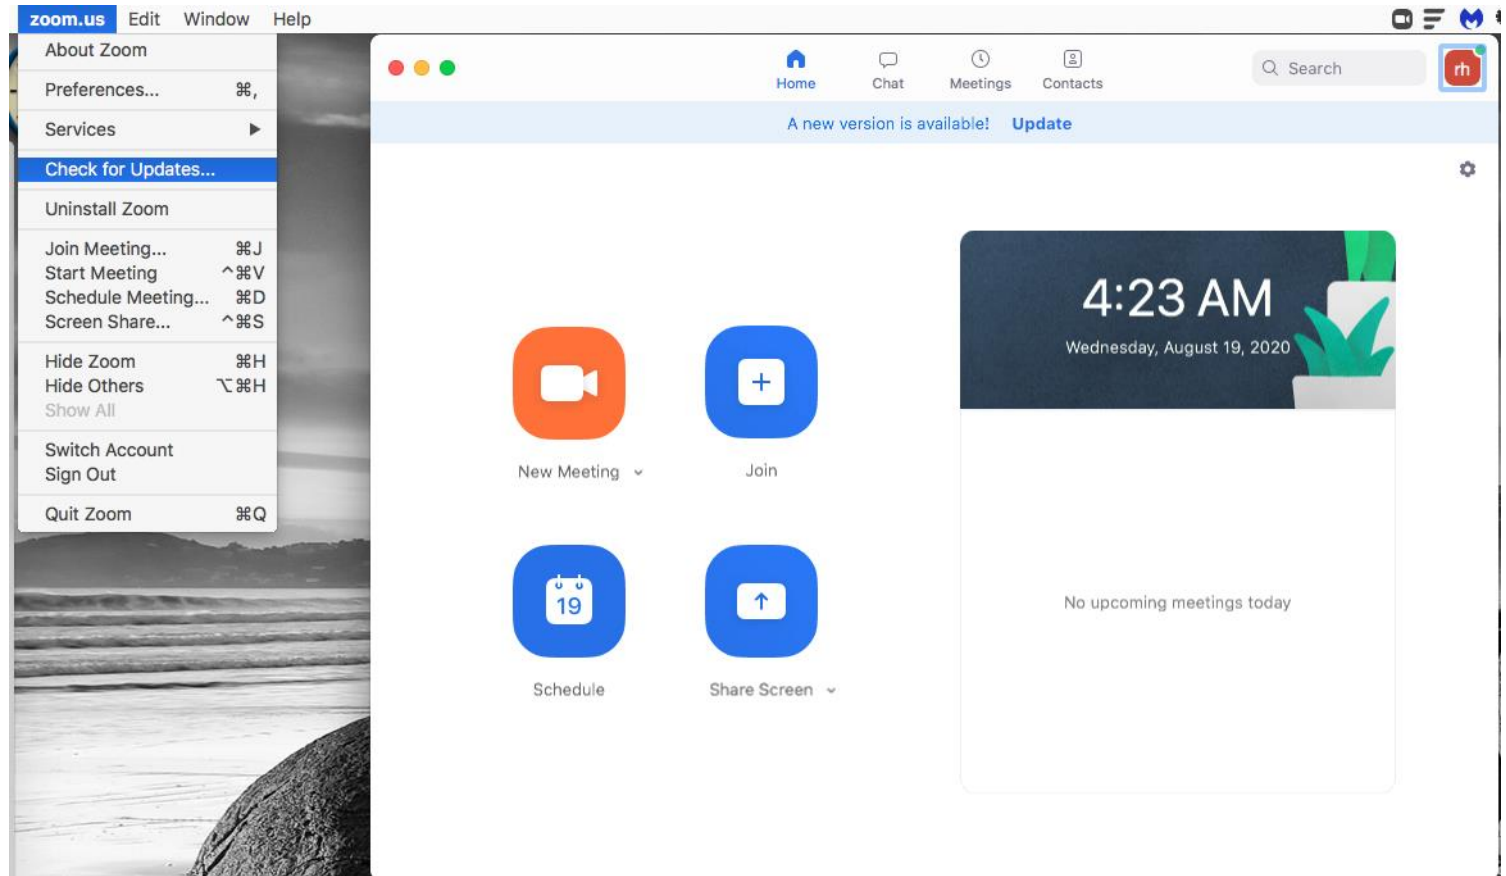 zoom.us Edit Window Help
About Zoom
Preferences... ⌘,
Services ▶
Check for Updates...
Uninstall Zoom
Join Meeting... ⌘J
Start Meeting ^⌘V
Schedule Meeting... ⌘D
Screen Share... ^⌘S
Hide Zoom ⌘H
Hide Others ⌥⌘H
Show All
Switch Account
Sign Out
Quit Zoom ⌘Q
Home Chat Meetings Contacts
Search
rh
A new version is available! Update
4:23 AM
Wednesday, August 19, 2020
New Meeting
Join
19
Schedule
Share Screen
No upcoming meetings today